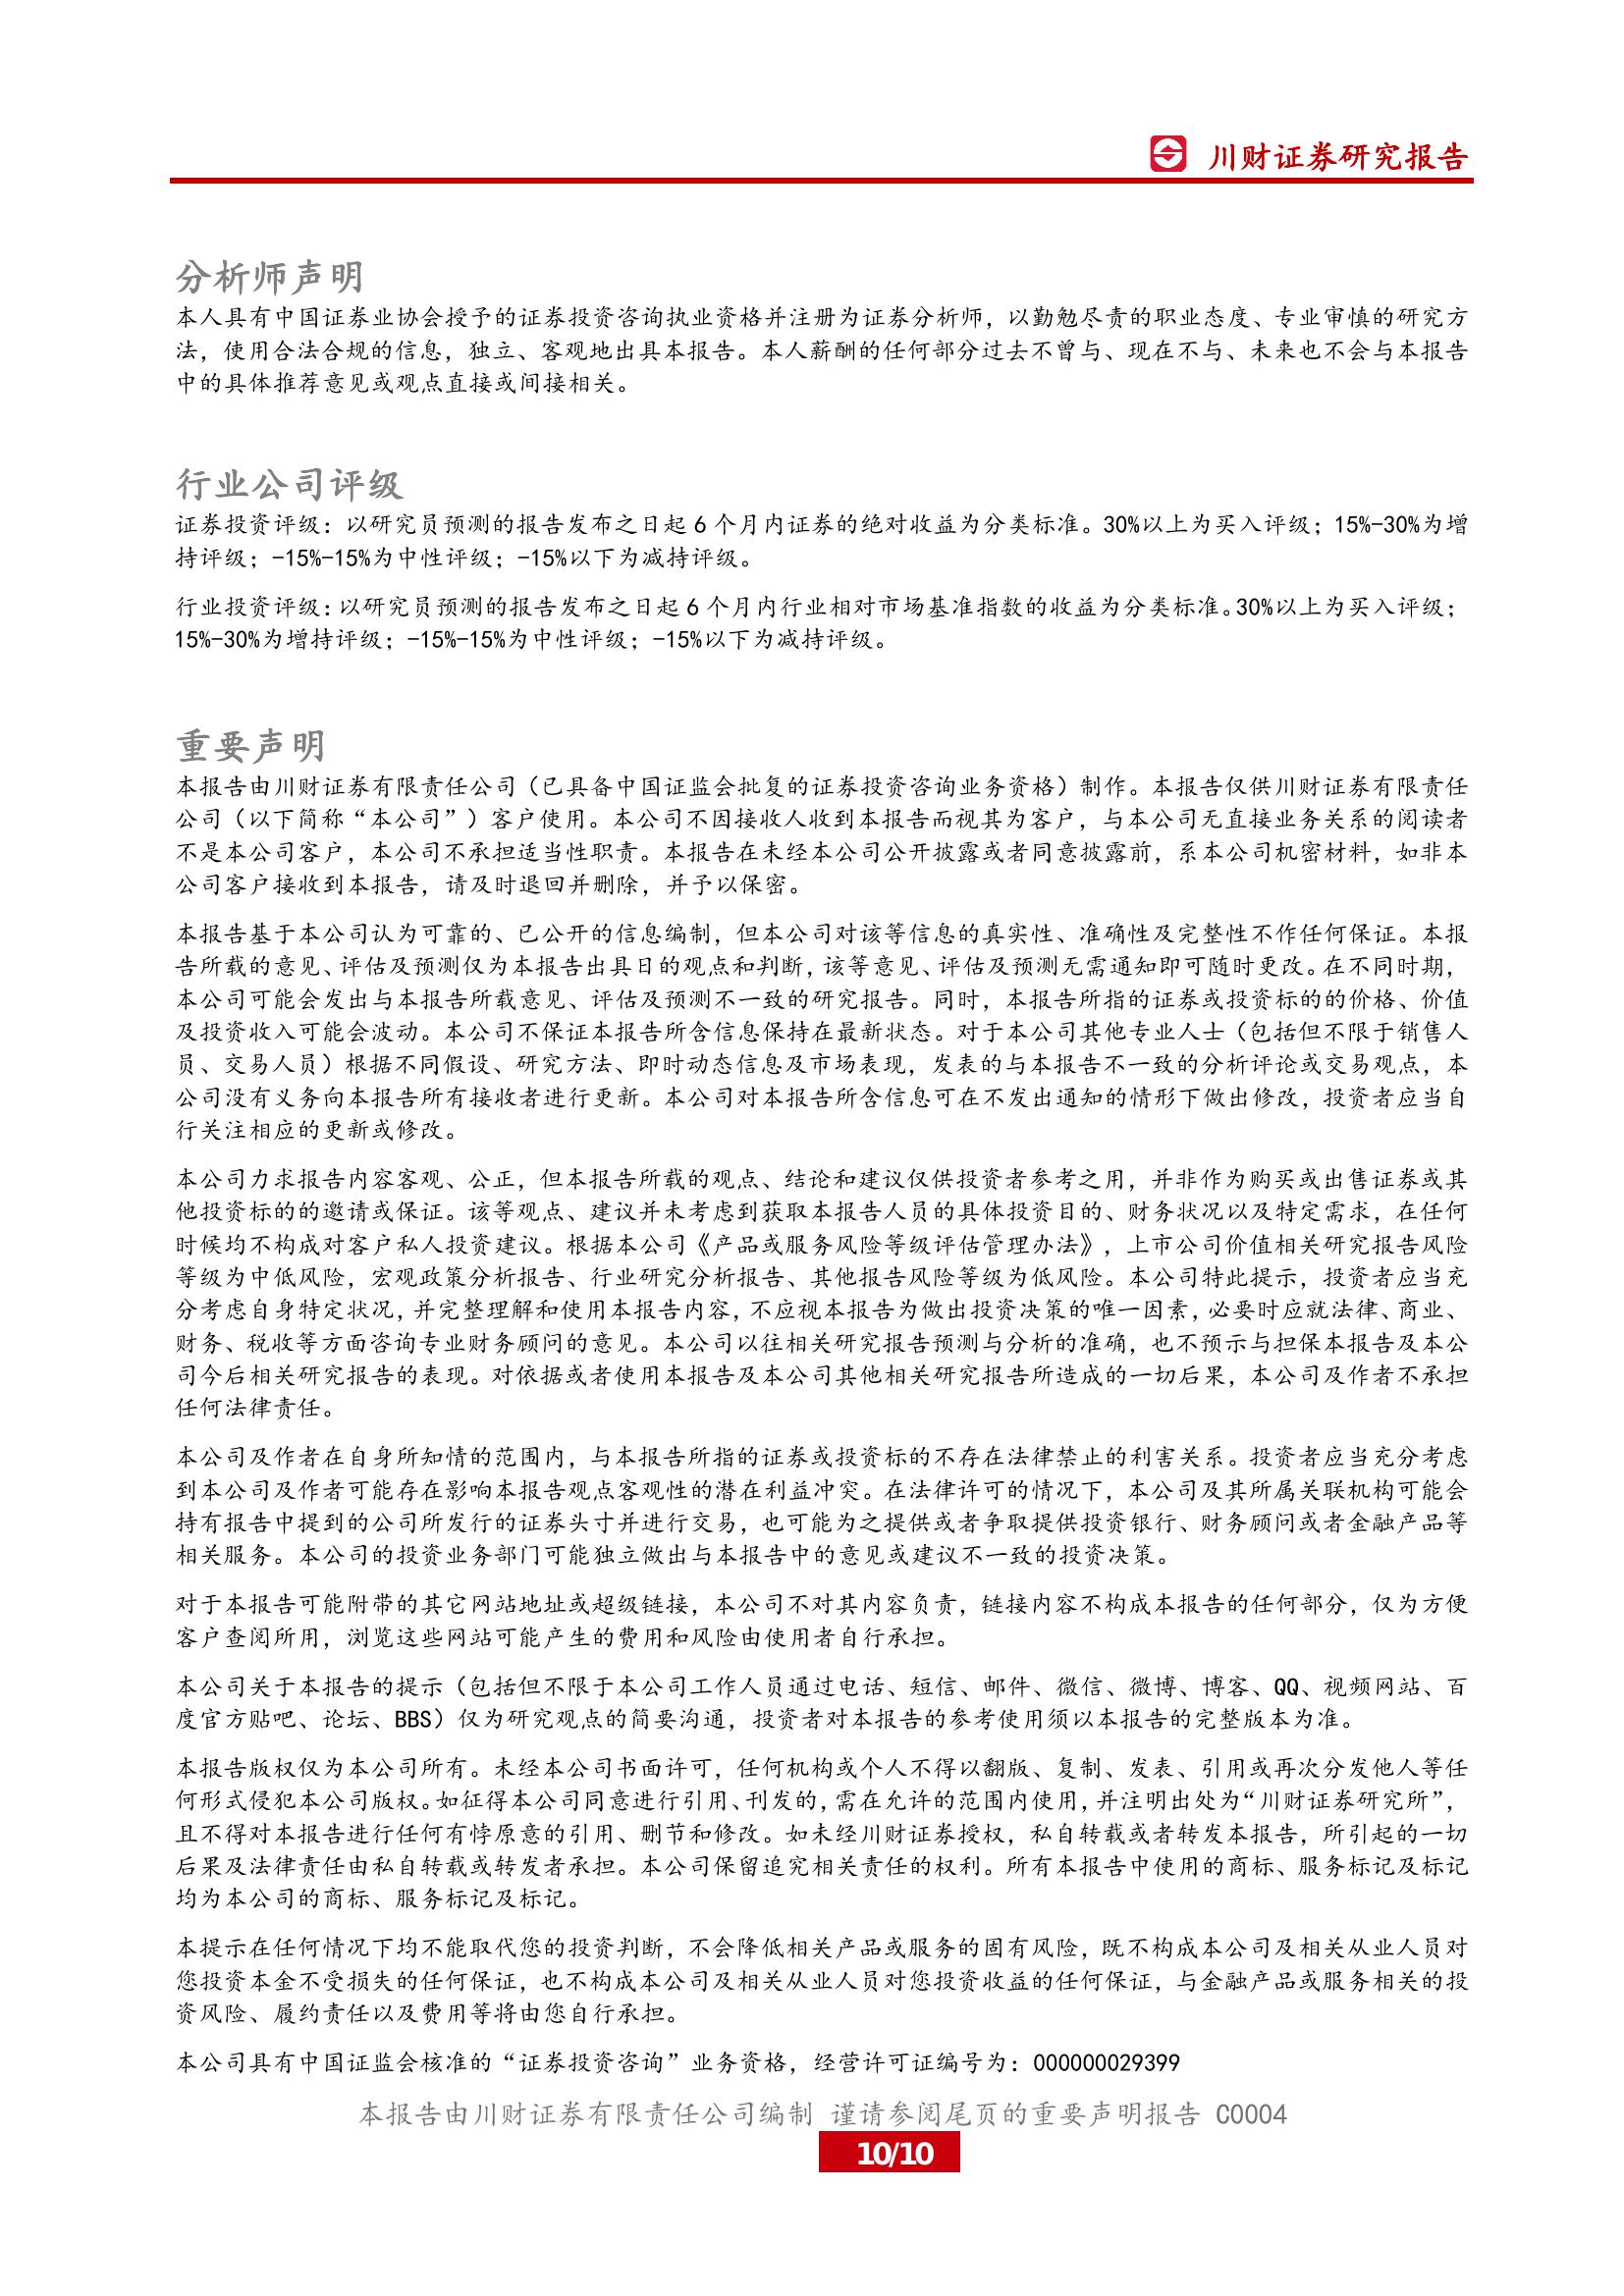 川财证券研究报告
分析师声明
本人具有中国证券业协会授予的证券投资咨询执业资格并注册为证券分析师，以勤勉尽责的职业态度、专业审慎的研究方
法，使用合法合规的信息，独立、客观地出具本报告。本人薪酬的任何部分过去不曾与、现在不与、未来也不会与本报告
中的具体推荐意见或观点直接或间接相关。
行业公司评级
证券投资评级：以研究员预测的报告发布之日起 6 个月内证券的绝对收益为分类标准。30%以上为买入评级；15%-30%为增
持评级；-15%-15%为中性评级；-15%以下为减持评级。
行业投资评级：以研究员预测的报告发布之日起 6 个月内行业相对市场基准指数的收益为分类标准。30%以上为买入评级；
15%-30%为增持评级；-15%-15%为中性评级；-15%以下为减持评级。
重要声明
本报告由川财证券有限责任公司（已具备中国证监会批复的证券投资咨询业务资格）制作。本报告仅供川财证券有限责任
公司（以下简称“本公司”）客户使用。本公司不因接收人收到本报告而视其为客户，与本公司无直接业务关系的阅读者
不是本公司客户，本公司不承担适当性职责。本报告在未经本公司公开披露或者同意披露前，系本公司机密材料，如非本
公司客户接收到本报告，请及时退回并删除，并予以保密。
本报告基于本公司认为可靠的、已公开的信息编制，但本公司对该等信息的真实性、准确性及完整性不作任何保证。本报
告所载的意见、评估及预测仅为本报告出具日的观点和判断，该等意见、评估及预测无需通知即可随时更改。在不同时期，
本公司可能会发出与本报告所载意见、评估及预测不一致的研究报告。同时，本报告所指的证券或投资标的的价格、价值
及投资收入可能会波动。本公司不保证本报告所含信息保持在最新状态。对于本公司其他专业人士（包括但不限于销售人
员、交易人员）根据不同假设、研究方法、即时动态信息及市场表现，发表的与本报告不一致的分析评论或交易观点，本
公司没有义务向本报告所有接收者进行更新。本公司对本报告所含信息可在不发出通知的情形下做出修改，投资者应当自
行关注相应的更新或修改。
本公司力求报告内容客观、公正，但本报告所载的观点、结论和建议仅供投资者参考之用，并非作为购买或出售证券或其
他投资标的的邀请或保证。该等观点、建议并未考虑到获取本报告人员的具体投资目的、财务状况以及特定需求，在任何
时候均不构成对客户私人投资建议。根据本公司《产品或服务风险等级评估管理办法》，上市公司价值相关研究报告风险
等级为中低风险，宏观政策分析报告、行业研究分析报告、其他报告风险等级为低风险。本公司特此提示，投资者应当充
分考虑自身特定状况，并完整理解和使用本报告内容，不应视本报告为做出投资决策的唯一因素，必要时应就法律、商业、
财务、税收等方面咨询专业财务顾问的意见。本公司以往相关研究报告预测与分析的准确，也不预示与担保本报告及本公
司今后相关研究报告的表现。对依据或者使用本报告及本公司其他相关研究报告所造成的一切后果，本公司及作者不承担
任何法律责任。
本公司及作者在自身所知情的范围内，与本报告所指的证券或投资标的不存在法律禁止的利害关系。投资者应当充分考虑
到本公司及作者可能存在影响本报告观点客观性的潜在利益冲突。在法律许可的情况下，本公司及其所属关联机构可能会
持有报告中提到的公司所发行的证券头寸并进行交易，也可能为之提供或者争取提供投资银行、财务顾问或者金融产品等
相关服务。本公司的投资业务部门可能独立做出与本报告中的意见或建议不一致的投资决策。
对于本报告可能附带的其它网站地址或超级链接，本公司不对其内容负责，链接内容不构成本报告的任何部分，仅为方便
客户查阅所用，浏览这些网站可能产生的费用和风险由使用者自行承担。
本公司关于本报告的提示（包括但不限于本公司工作人员通过电话、短信、邮件、微信、微博、博客、QQ、视频网站、百
度官方贴吧、论坛、BBS）仅为研究观点的简要沟通，投资者对本报告的参考使用须以本报告的完整版本为准。
本报告版权仅为本公司所有。未经本公司书面许可，任何机构或个人不得以翻版、复制、发表、引用或再次分发他人等任
何形式侵犯本公司版权。如征得本公司同意进行引用、刊发的，需在允许的范围内使用，并注明出处为“川财证券研究所”，
且不得对本报告进行任何有悖原意的引用、删节和修改。如未经川财证券授权，私自转载或者转发本报告，所引起的一切
后果及法律责任由私自转载或转发者承担。本公司保留追究相关责任的权利。所有本报告中使用的商标、服务标记及标记
均为本公司的商标、服务标记及标记。
本提示在任何情况下均不能取代您的投资判断，不会降低相关产品或服务的固有风险，既不构成本公司及相关从业人员对
您投资本金不受损失的任何保证，也不构成本公司及相关从业人员对您投资收益的任何保证，与金融产品或服务相关的投
资风险、履约责任以及费用等将由您自行承担。
本公司具有中国证监会核准的“证券投资咨询”业务资格，经营许可证编号为：000000029399
本报告由川财证券有限责任公司编制 谨请参阅尾页的重要声明报告 C0004
10/10